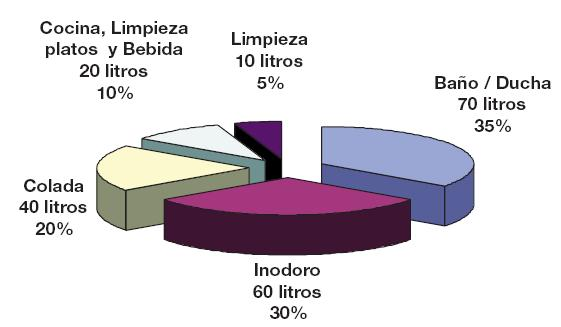 Cocina, Limpieza
platos y Bebida
20 litros
10%
Limpieza
10 litros
5%
Baño / Ducha
70 litros
35%
Colada
40 litros
20%
Inodoro
60 litros
30%